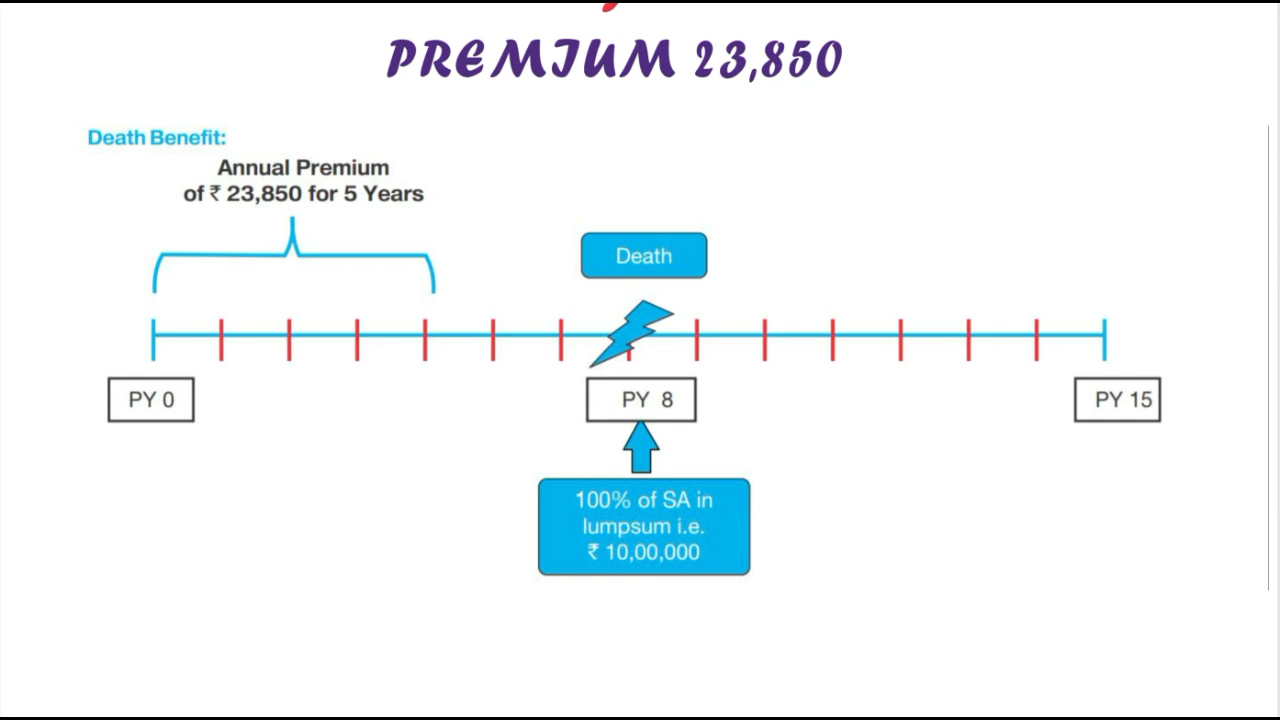 PREMIUM 23,850
Death Benefit:
Annual Premium
of ₹ 23,850 for 5 Years
Death
PY 0
PY 8
PY 15
100% of SA in
lumpsum i.e.
₹ 10,00,000